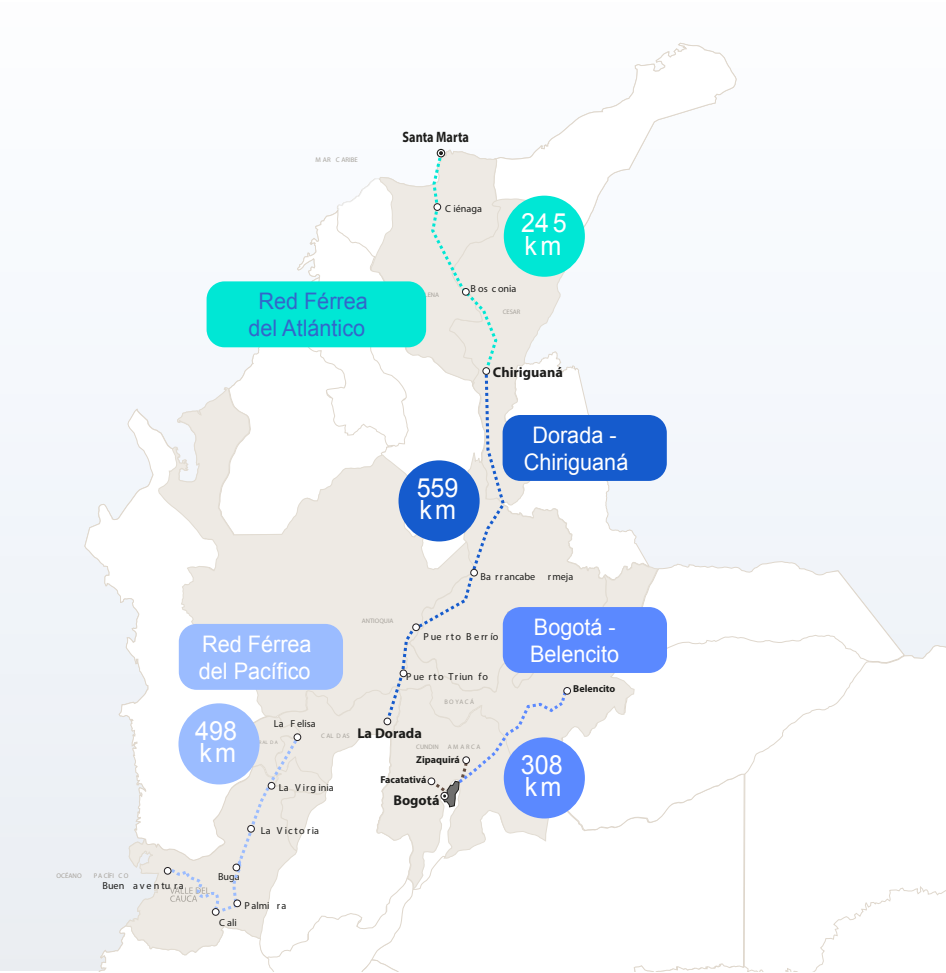 Santa Marta
MAR CARIBE
Ciénaga
245
km
Red Férrea
del Atlántico
Bosconia
LENA
CESAR
Chiriguaná
Dorada -
Chiriguaná
559
km
Barrancabe rmeja
ANTIOQUIA
Puerto Berrío
Bogotá -
Belencito
Red Férrea
del Pacífico
Puerto Triunfo
Belencito
BOYACÁ
498
km
La Felisa
CALDAS
La Dorada
CUNDINAMARCA
Zipaquirá
308
km
Facatativá
Bogotá
La Virginia
La Victoria
OCÉANO PACÍFICO
Buenaventura
Buga
VALLE DEL
CAUCA
Palmira
Cali